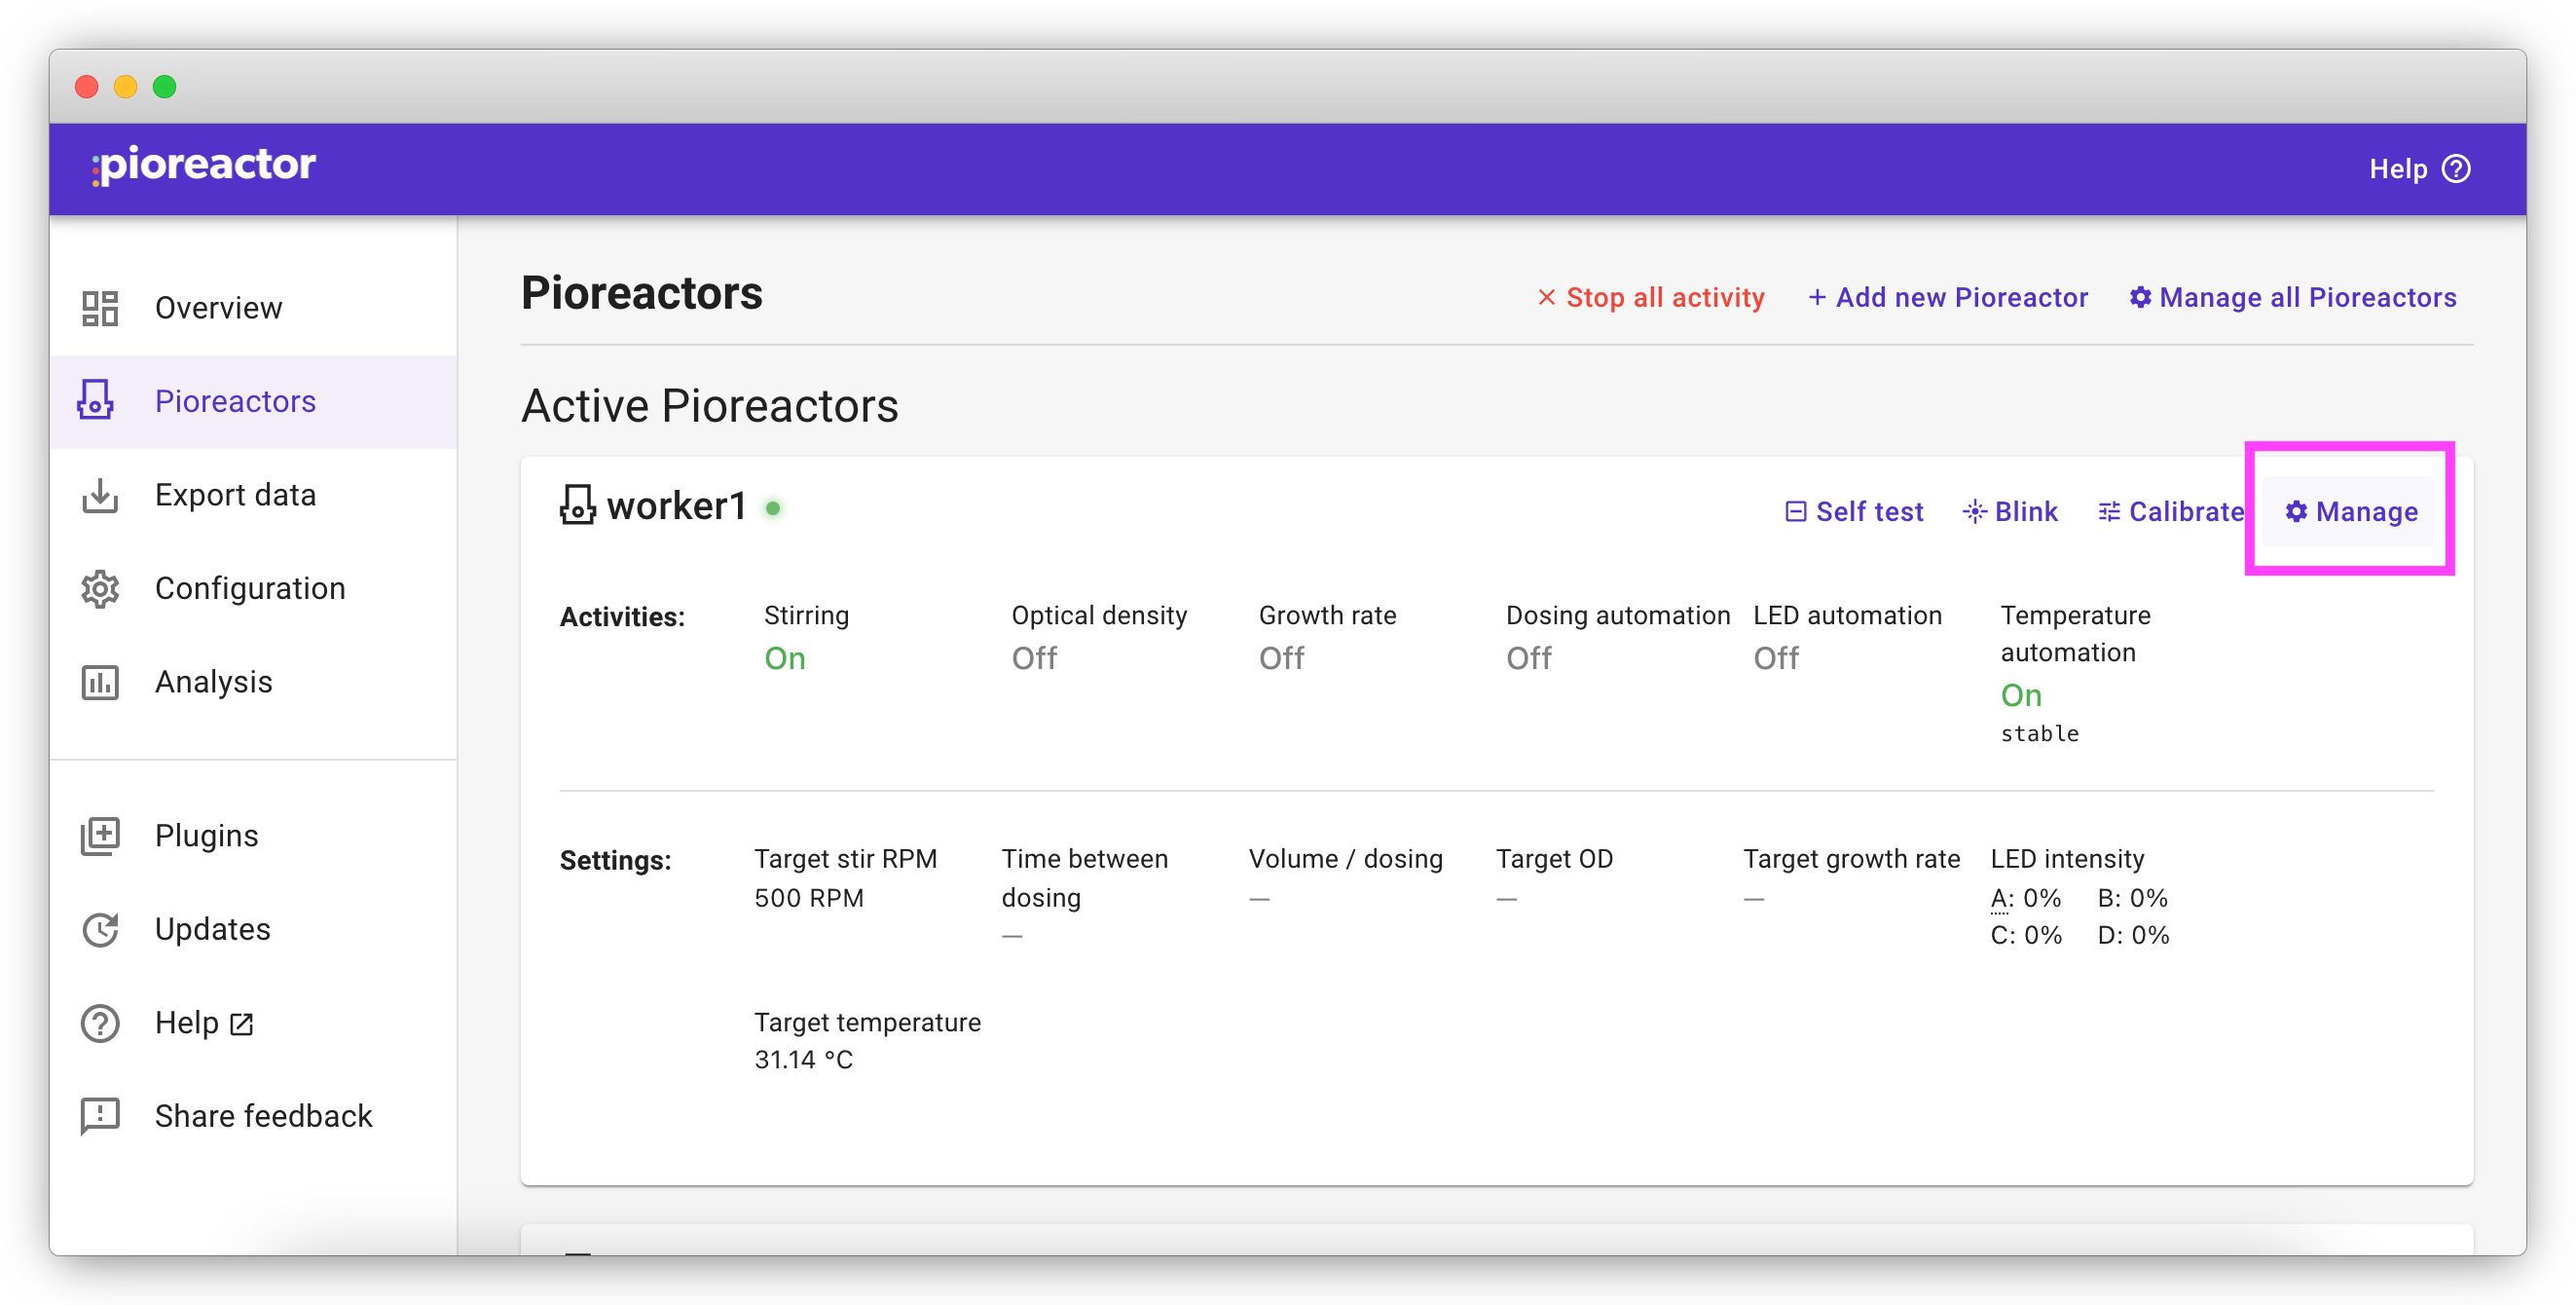 pioreactor
Help
Overview
Pioreactors
Export data
Configuration
Analysis
Plugins
Updates
Help
Share feedback
Pioreactors
Stop all activity
Add new Pioreactor
Manage all Pioreactors
Active Pioreactors
worker1
Self test
Blink
Calibrate
Manage
Activities:
Stirring
On
Optical density
Off
Growth rate
Off
Dosing automation
Off
LED automation
Off
Temperature
automation
On
stable
Settings:
Target stir RPM
500 RPM
Time between
dosing
—
Volume / dosing
—
Target OD
—
Target growth rate
—
LED intensity
A: 0% B: 0%
C: 0% D: 0%
Target temperature
31.14 °C